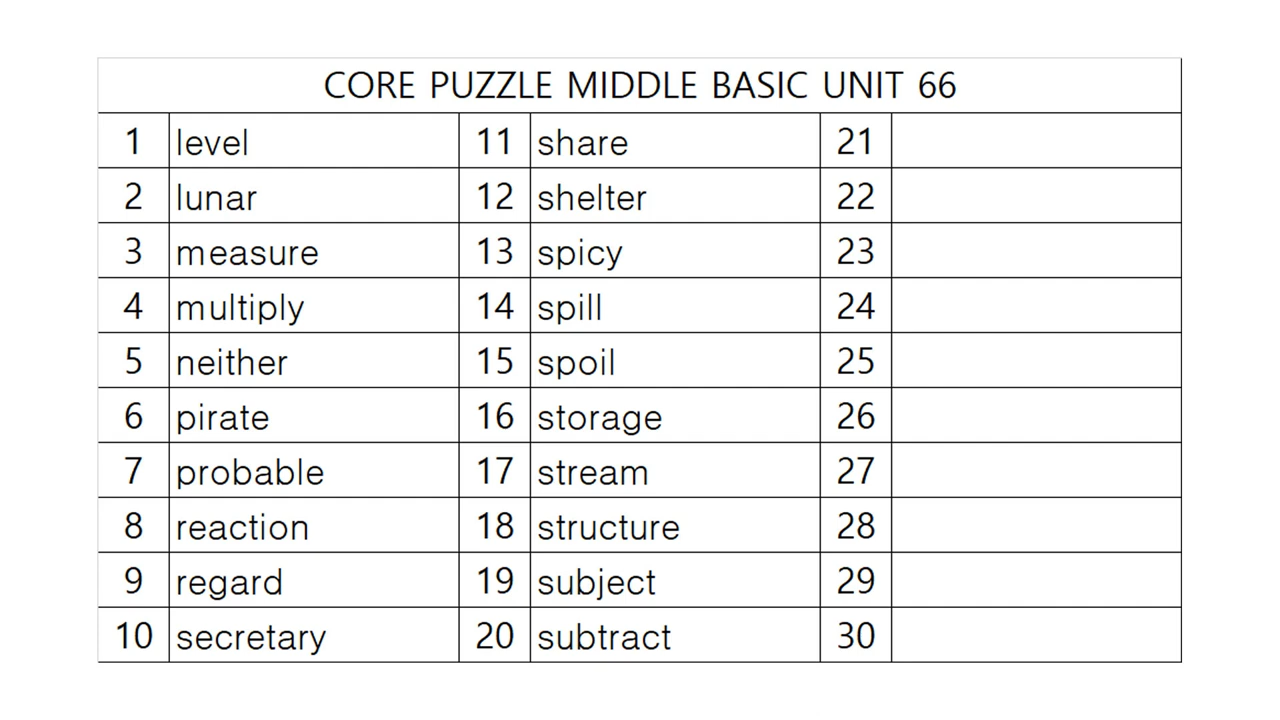 CORE PUZZLE MIDDLE BASIC UNIT 66
1 level 11 share 21
2 lunar 12 shelter 22
3 measure 13 spicy 23
4 multiply 14 spill 24
5 neither 15 spoil 25
6 pirate 16 storage 26
7 probable 17 stream 27
8 reaction 18 structure 28
9 regard 19 subject 29
10 secretary 20 subtract 30